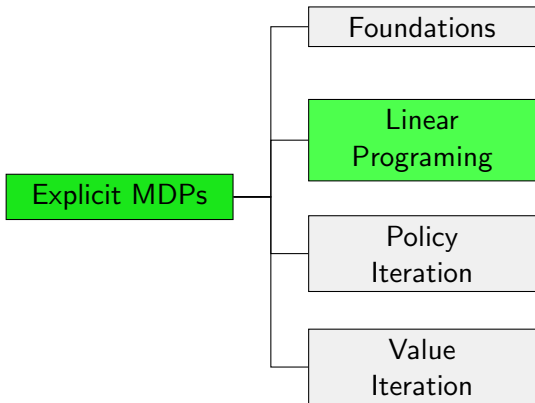 Foundations
Linear
Programing
Explicit MDPs
Policy
Iteration
Value
Iteration